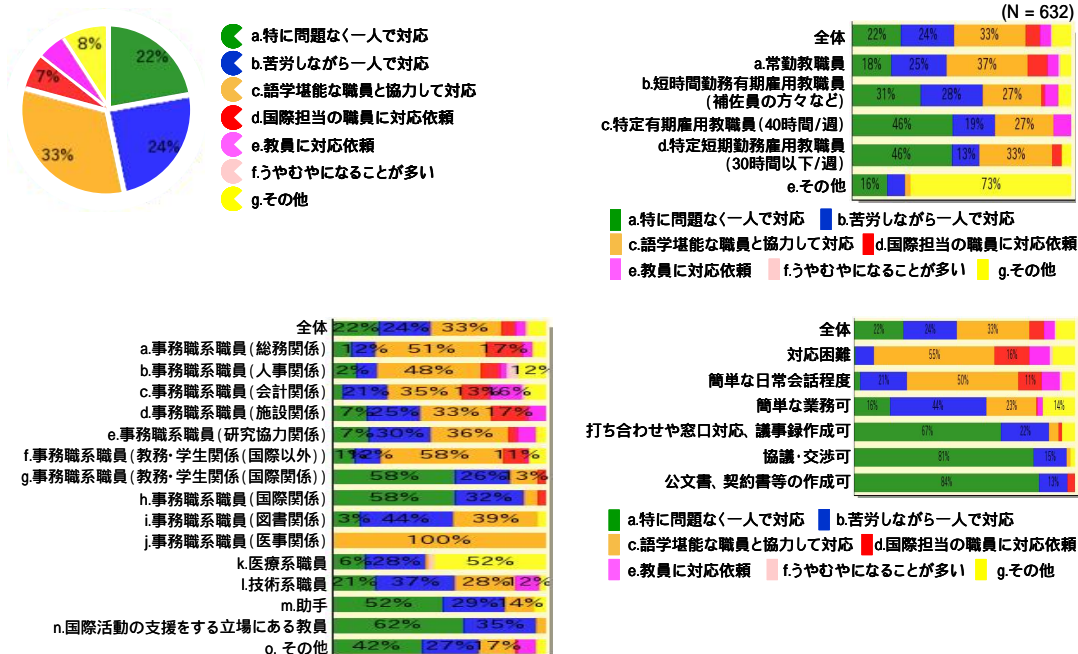 8%
22%
7%
33%
24%
a.特に問題なく一人で対応
b.苦労しながら一人で対応
c.語学堪能な職員と協力して対応
d.国際担当の職員に対応依頼
e.教員に対応依頼
f.うやむやになることが多い
g.その他
(N = 632)
全体 22% 24% 33%
a.常勤教職員 18% 25% 37%
b.短時間勤務有期雇用教職員
(補佐員の方々など) 31% 28% 27%
c.特定有期雇用教職員(40時間/週) 46% 19% 27%
d.特定短期勤務雇用教職員
(30時間以下/週) 46% 13% 33%
e.その他 16% 73%
a.特に問題なく一人で対応 b.苦労しながら一人で対応
c.語学堪能な職員と協力して対応 d.国際担当の職員に対応依頼
e.教員に対応依頼 f.うやむやになることが多い g.その他
全体 22% 24% 33%
a.事務職系職員(総務関係) 12% 51% 17%
b.事務職系職員(人事関係) 2% 48% 12%
c.事務職系職員(会計関係) 21% 35% 13% 6%
d.事務職系職員(施設関係) 7% 25% 33% 17%
e.事務職系職員(研究協力関係) 7% 30% 36%
f.事務職系職員(教務・学生関係(国際以外)) 12% 58% 11%
g.事務職系職員(教務・学生関係(国際関係)) 58% 26% 13%
h.事務職系職員(国際関係) 58% 32%
i.事務職系職員(図書関係) 3% 44% 39%
j.事務職系職員(医事関係) 100%
k.医療系職員 6% 28% 52%
l.技術系職員 21% 37% 28% 12%
m.助手 52% 29% 14%
n.国際活動の支援をする立場にある教員 62% 35%
o. その他 42% 27% 17%
全体 22% 24% 33%
対応困難 55% 16%
簡単な日常会話程度 21% 50% 11%
簡単な業務可 16% 44% 23% 14%
打ち合わせや窓口対応、議事録作成可 67% 22%
協議・交渉可 81% 15%
公文書、契約書等の作成可 84% 13%
a.特に問題なく一人で対応 b.苦労しながら一人で対応
c.語学堪能な職員と協力して対応 d.国際担当の職員に対応依頼
e.教員に対応依頼 f.うやむやになることが多い g.その他